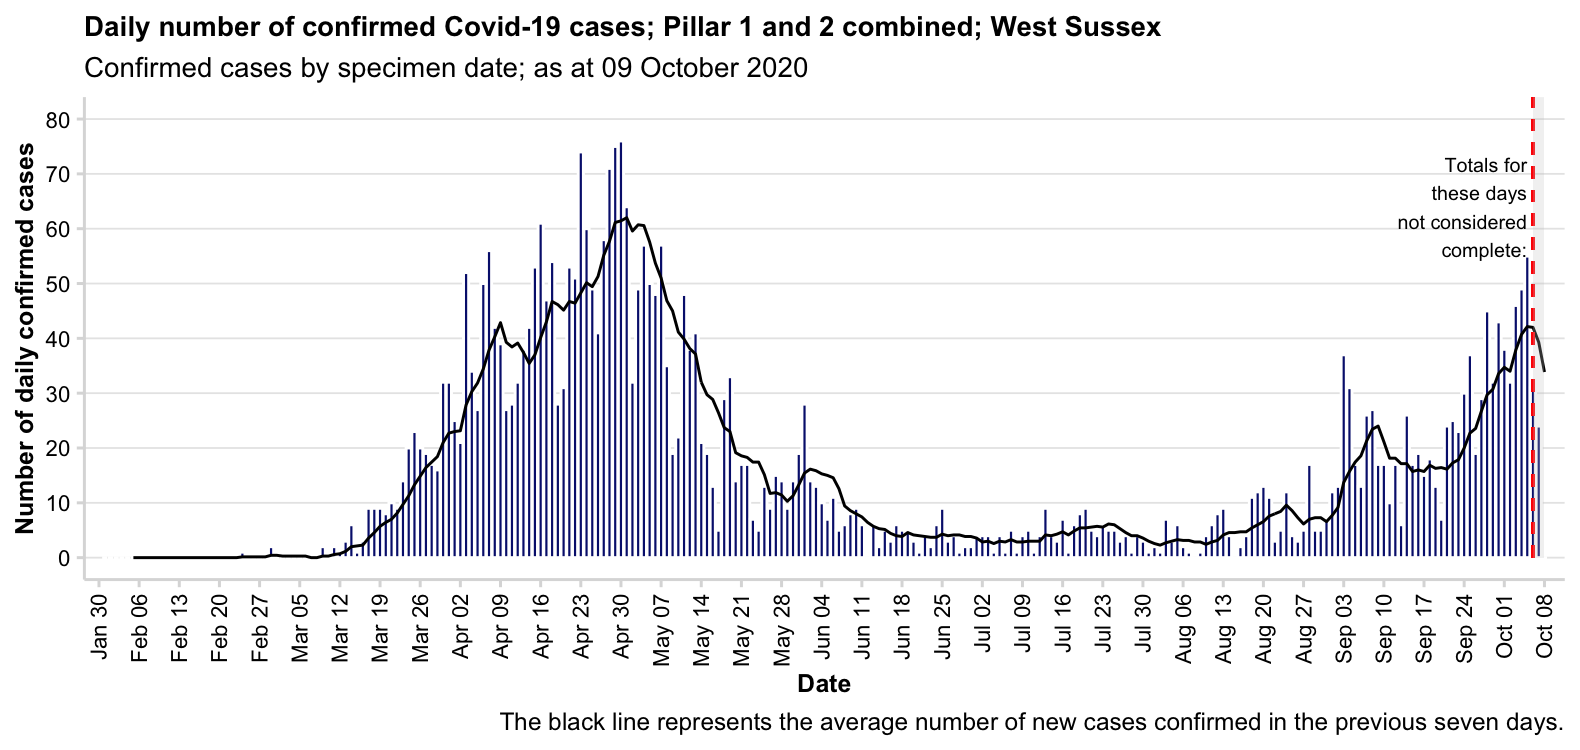 Daily number of confirmed Covid-19 cases; Pillar 1 and 2 combined; West Sussex
Confirmed cases by specimen date; as at 09 October 2020
Number of daily confirmed cases
80
70
60
50
40
30
20
10
0
Totals for
these days
not considered
complete:
Jan 30
Feb 06
Feb 13
Feb 20
Feb 27
Mar 05
Mar 12
Mar 19
Mar 26
Apr 02
Apr 09
Apr 16
Apr 23
Apr 30
May 07
May 14
May 21
May 28
Jun 04
Jun 11
Jun 18
Jun 25
Jul 02
Jul 09
Jul 16
Jul 23
Jul 30
Aug 06
Aug 13
Aug 20
Aug 27
Sep 03
Sep 10
Sep 17
Sep 24
Oct 01
Oct 08
Date
The black line represents the average number of new cases confirmed in the previous seven days.